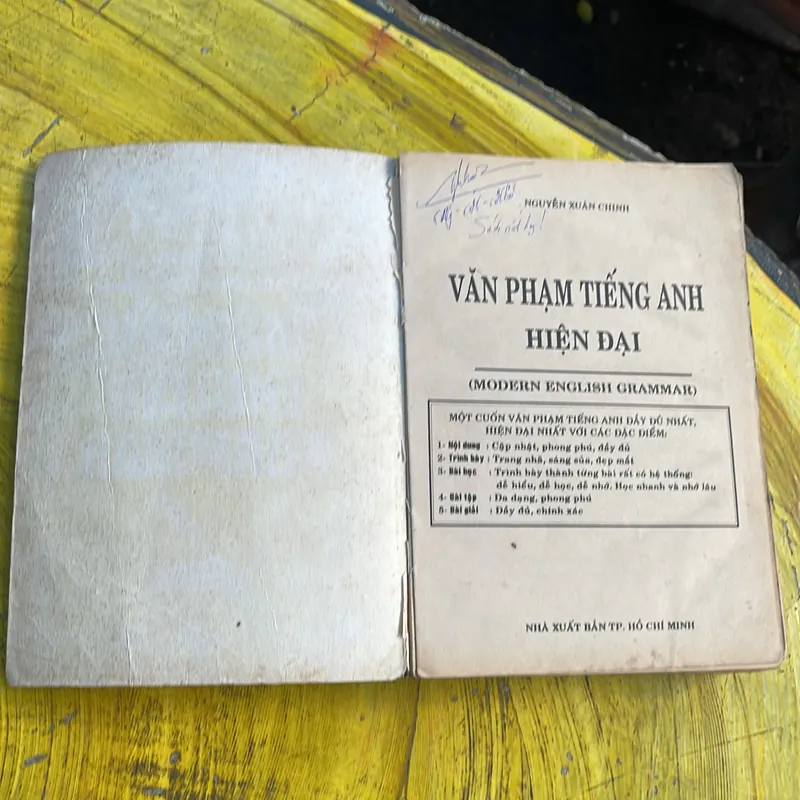 NGUYỄN XUÂN CHINH
VĂN PHẠM TIẾNG ANH
HIỆN ĐẠI
(MODERN ENGLISH GRAMMAR)
MỘT CUỐN VĂN PHẠM TIẾNG ANH ĐẦY ĐỦ NHẤT,
HIỆN ĐẠI NHẤT VỚI CÁC ĐẶC ĐIỂM:
1- Nội dung : Cập nhật, phong phú, đầy đủ
2- Trình bày : Trang nhã, sáng sủa, đẹp mắt
3- Bài học : Trình bày thành từng bài rất có hệ thống:
dễ hiểu, dễ học, dễ nhớ. Học nhanh và nhớ lâu
4- Bài tập : Đa dạng, phong phú
5- Bài giải : Đầy đủ, chính xác
NHÀ XUẤT BẢN TP. HỒ CHÍ MINH